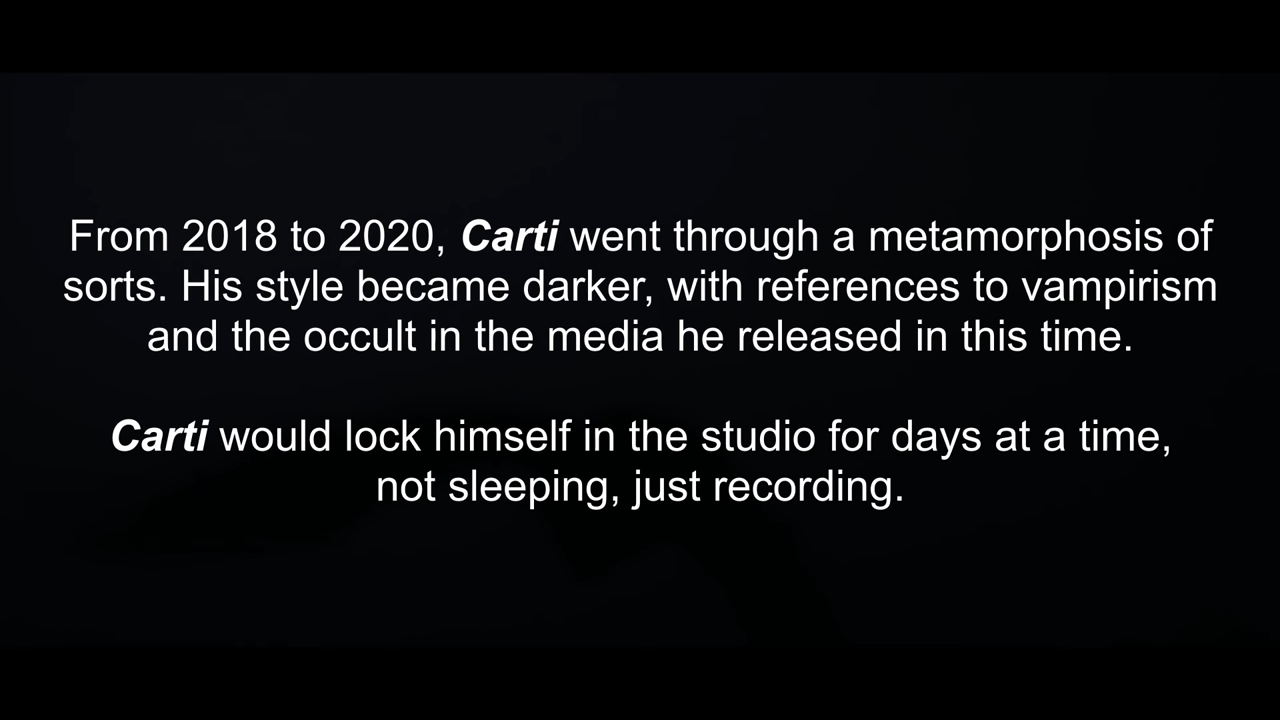 From 2018 to 2020, Carti went through a metamorphosis of
sorts. His style became darker, with references to vampirism
and the occult in the media he released in this time.
Carti would lock himself in the studio for days at a time,
not sleeping, just recording.